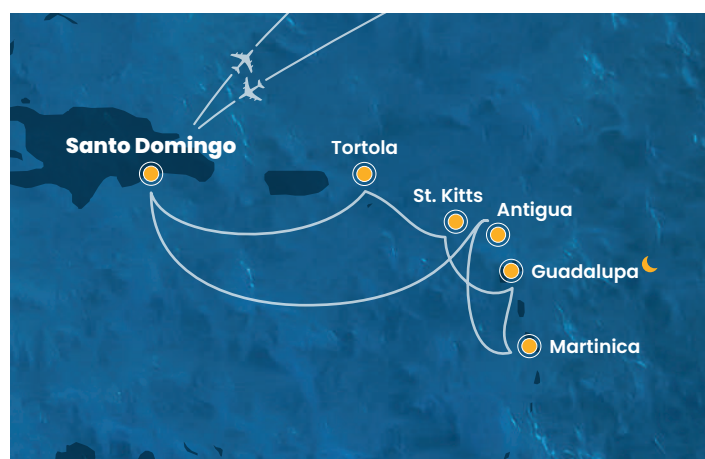 Santo Domingo
Tortola
St. Kitts
Antigua
Guadalupa
Martinica